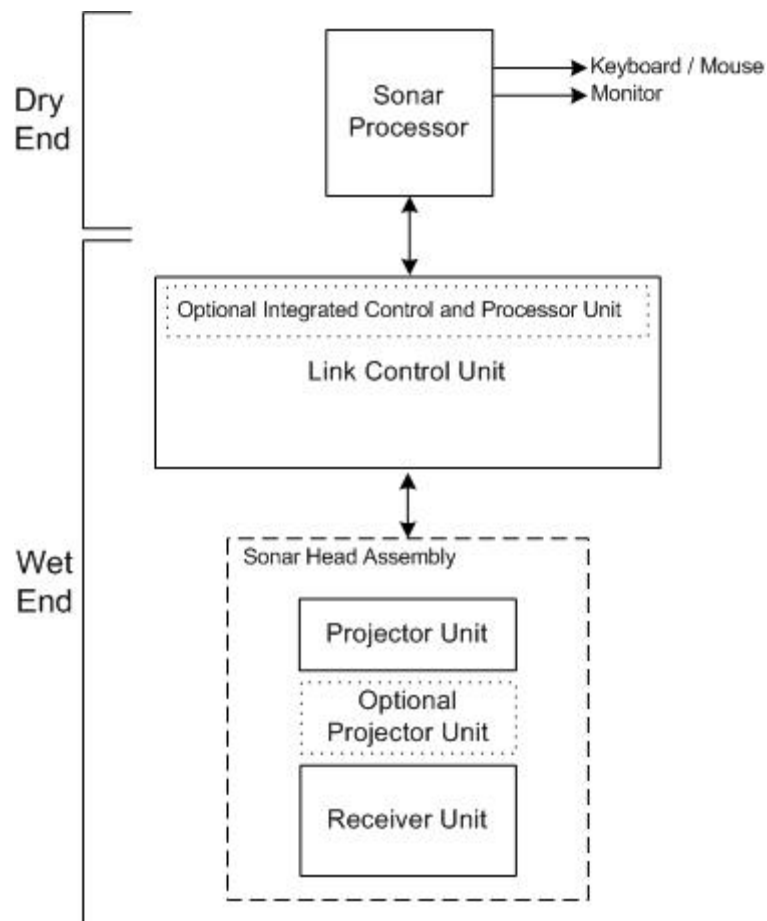 Dry
End
Sonar
Processor
Keyboard / Mouse
Monitor
Optional Integrated Control and Processor Unit
Link Control Unit
Wet
End
Sonar Head Assembly
Projector Unit
Optional
Projector Unit
Receiver Unit